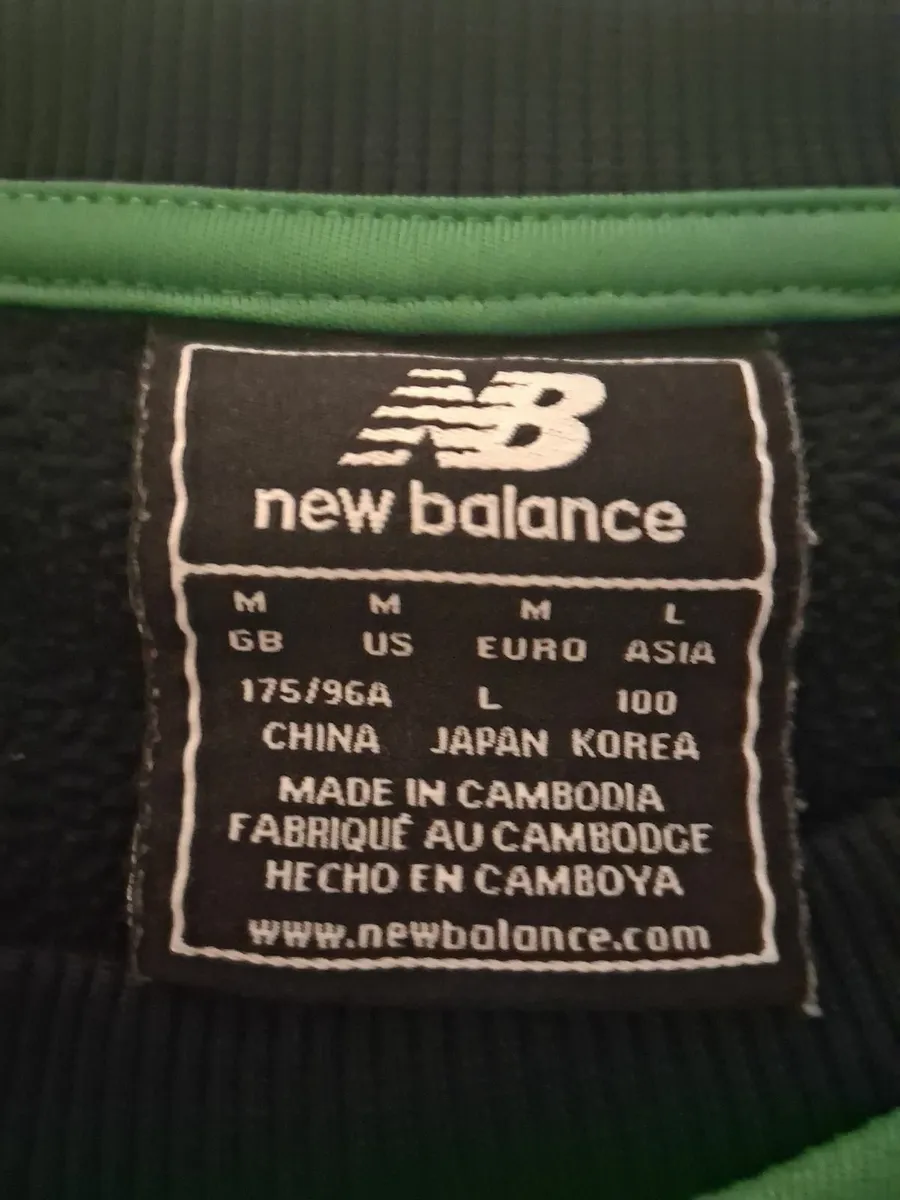 NB
new balance
M M M L
GB US EURO ASIA
175/96A L 100
CHINA JAPAN KOREA
MADE IN CAMBODIA
FABRIQUÉ AU CAMBODGE
HECHO EN CAMBOYA
www.newbalance.com